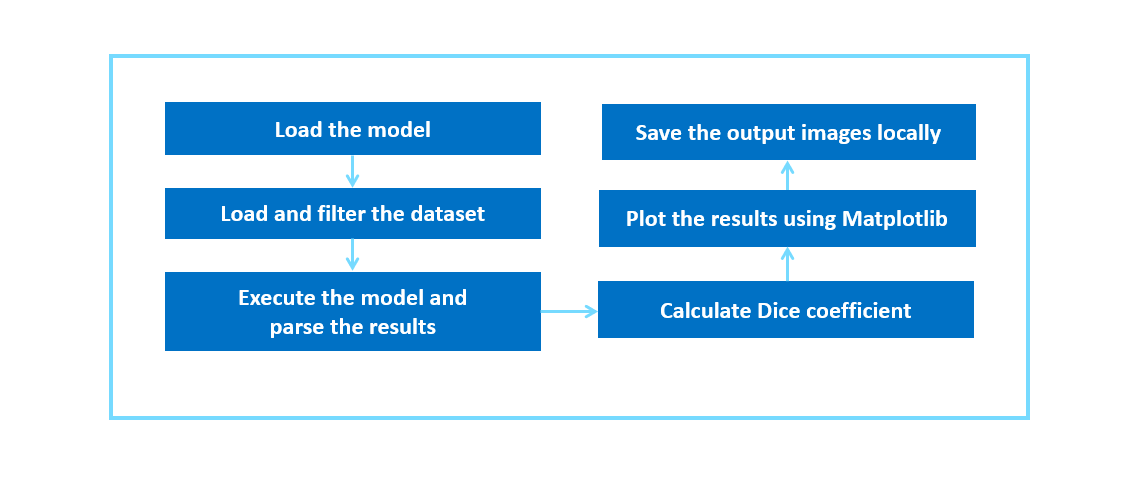 Load the model
Load and filter the dataset
Execute the model and
parse the results
Calculate Dice coefficient
Plot the results using Matplotlib
Save the output images locally